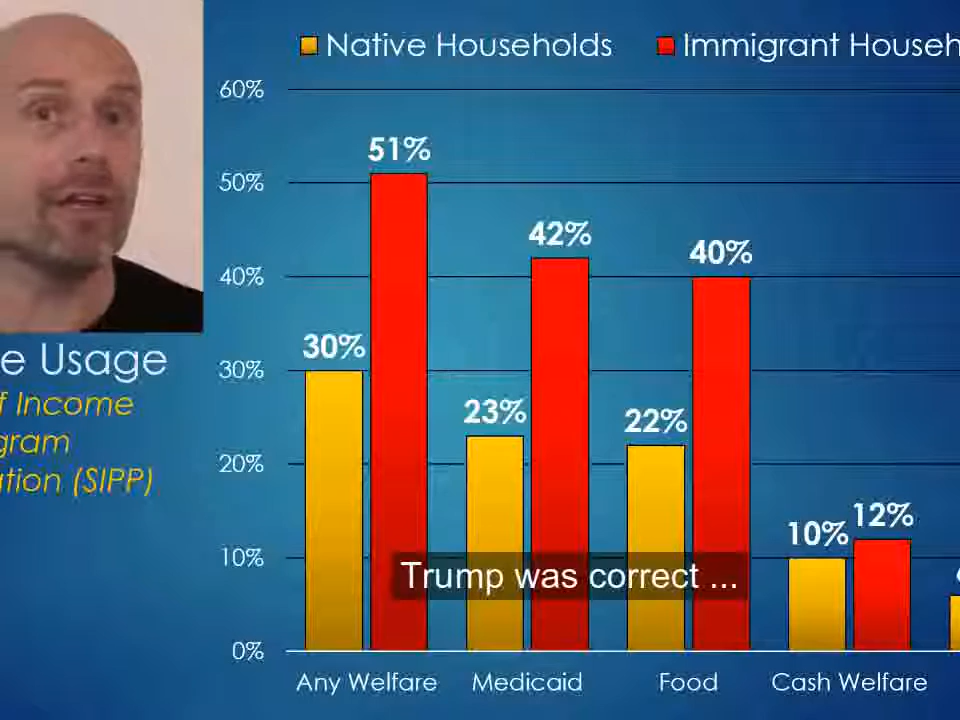 Native Households
Immigrant Househ
60%
50%
40%
30%
20%
10%
0%
51%
42%
40%
30%
23%
22%
10%
12%
e Usage
f Income
gram
ation (SIPP)
Trump was correct ...
Any Welfare
Medicaid
Food
Cash Welfare